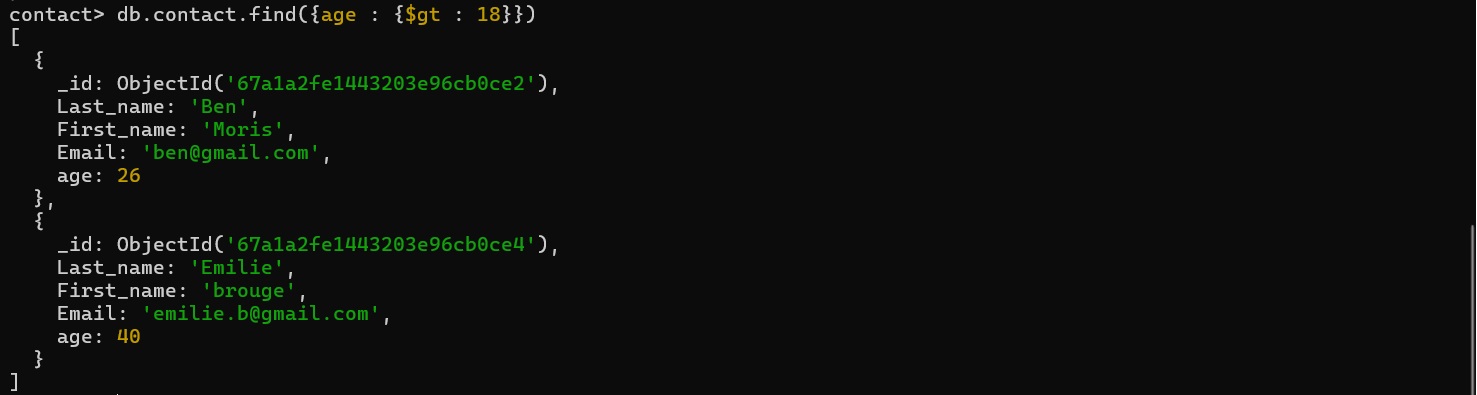 contact> db.contact.find({age : {$gt : 18}})
[
  {
    _id: ObjectId('67a1a2fe1443203e96cb0ce2'),
    Last_name: 'Ben',
    First_name: 'Moris',
    Email: 'ben@gmail.com',
    age: 26
  },
  {
    _id: ObjectId('67a1a2fe1443203e96cb0ce4'),
    Last_name: 'Emilie',
    First_name: 'brouge',
    Email: 'emilie.b@gmail.com',
    age: 40
  }
]